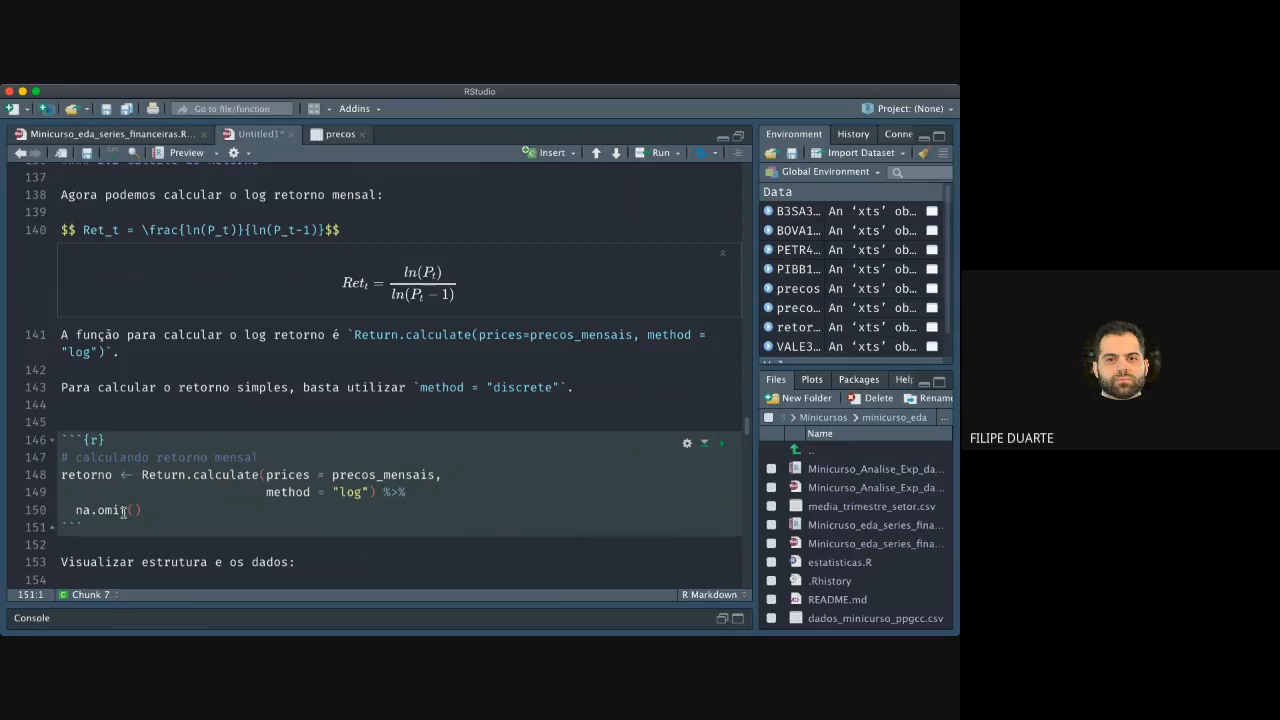 RStudio
Go to file/function
Addins
Project: (None)
Minicurso_eda_series_financeiras.R...
Untitled1*
precos
Environment
History
Conne
Preview
Insert
Run
Import Dataset
Global Environment
Data
B3SA3... An ‘xts’ ob...
BOVA1... An ‘xts’ ob...
PETR4... An ‘xts’ ob...
PIBB1... An ‘xts’ ob...
precos An ‘xts’ ob...
preco... An ‘xts’ ob...
retor... An ‘xts’ ob...
VALE3... An ‘xts’ ob...
137
138 Agora podemos calcular o log retorno mensal:
139
140 $$ Ret_t = \frac{ln(P_t)}{ln(P_t-1)}$$
Ret_t = ln(P_t) / ln(P_t − 1)
141 A função para calcular o log retorno é `Return.calculate(prices=precos_mensais, method =
"log")`.
142
143 Para calcular o retorno simples, basta utilizar `method = "discrete"`.
144
145
146 ```{r}
147 # calculando retorno mensal
148 retorno <- Return.calculate(prices = precos_mensais,
149 method = "log") %>%
150 na.omit()
151 ```
152
153 Visualizar estrutura e os dados:
154
151:1
Chunk 7
R Markdown
Console
Files
Plots
Packages
Help
New Folder
Delete
Rename
Minicursos
minicurso_eda
...
Name
..
Minicurso_Analise_Exp_da...
Minicurso_Analise_Exp_da...
media_trimestre_setor.csv
Minicruso_eda_series_fina...
Minicurso_eda_series_fina...
estatisticas.R
.Rhistory
README.md
dados_minicurso_ppgcc.csv
FILIPE DUARTE